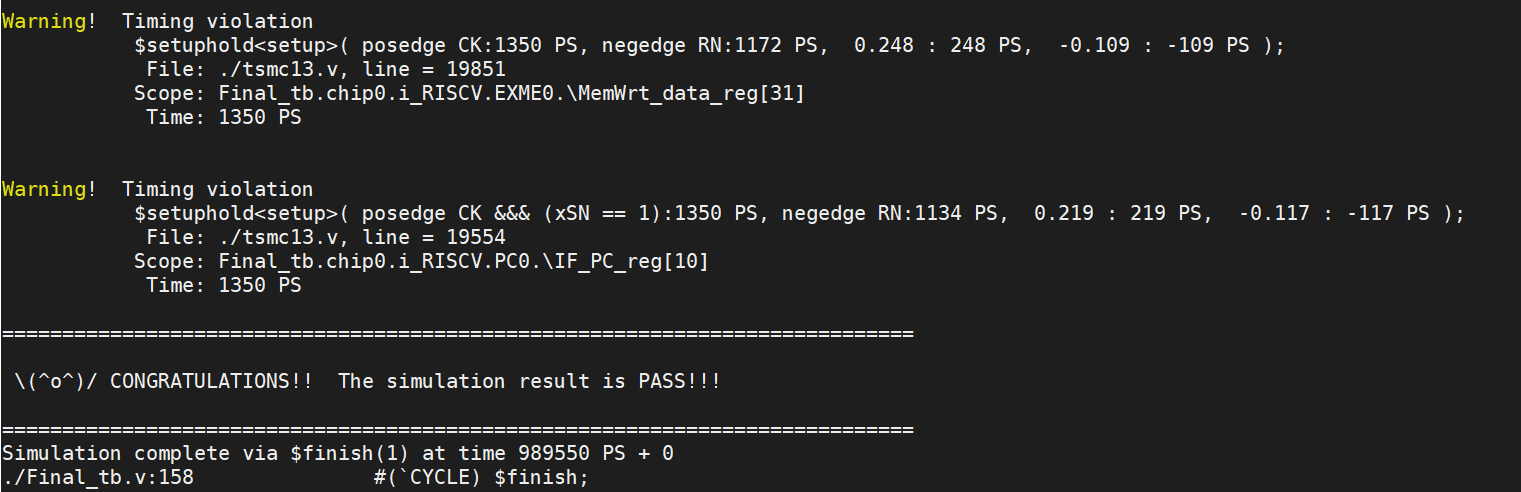 Warning!  Timing violation
           $setuphold<setup>( posedge CK:1350 PS, negedge RN:1172 PS,  0.248 : 248 PS,  -0.109 : -109 PS );
            File: ./tsmc13.v, line = 19851
           Scope: Final_tb.chip0.i_RISCV.EXME0.\MemWrt_data_reg[31]
            Time: 1350 PS
Warning!  Timing violation
           $setuphold<setup>( posedge CK &&& (xSN == 1):1350 PS, negedge RN:1134 PS,  0.219 : 219 PS,  -0.117 : -117 PS );
            File: ./tsmc13.v, line = 19554
           Scope: Final_tb.chip0.i_RISCV.PC0.\IF_PC_reg[10]
            Time: 1350 PS
============================================================================
 \(^o^)/ CONGRATULATIONS!!  The simulation result is PASS!!!
============================================================================
Simulation complete via $finish(1) at time 989550 PS + 0
./Final_tb.v:158               #(`CYCLE) $finish;